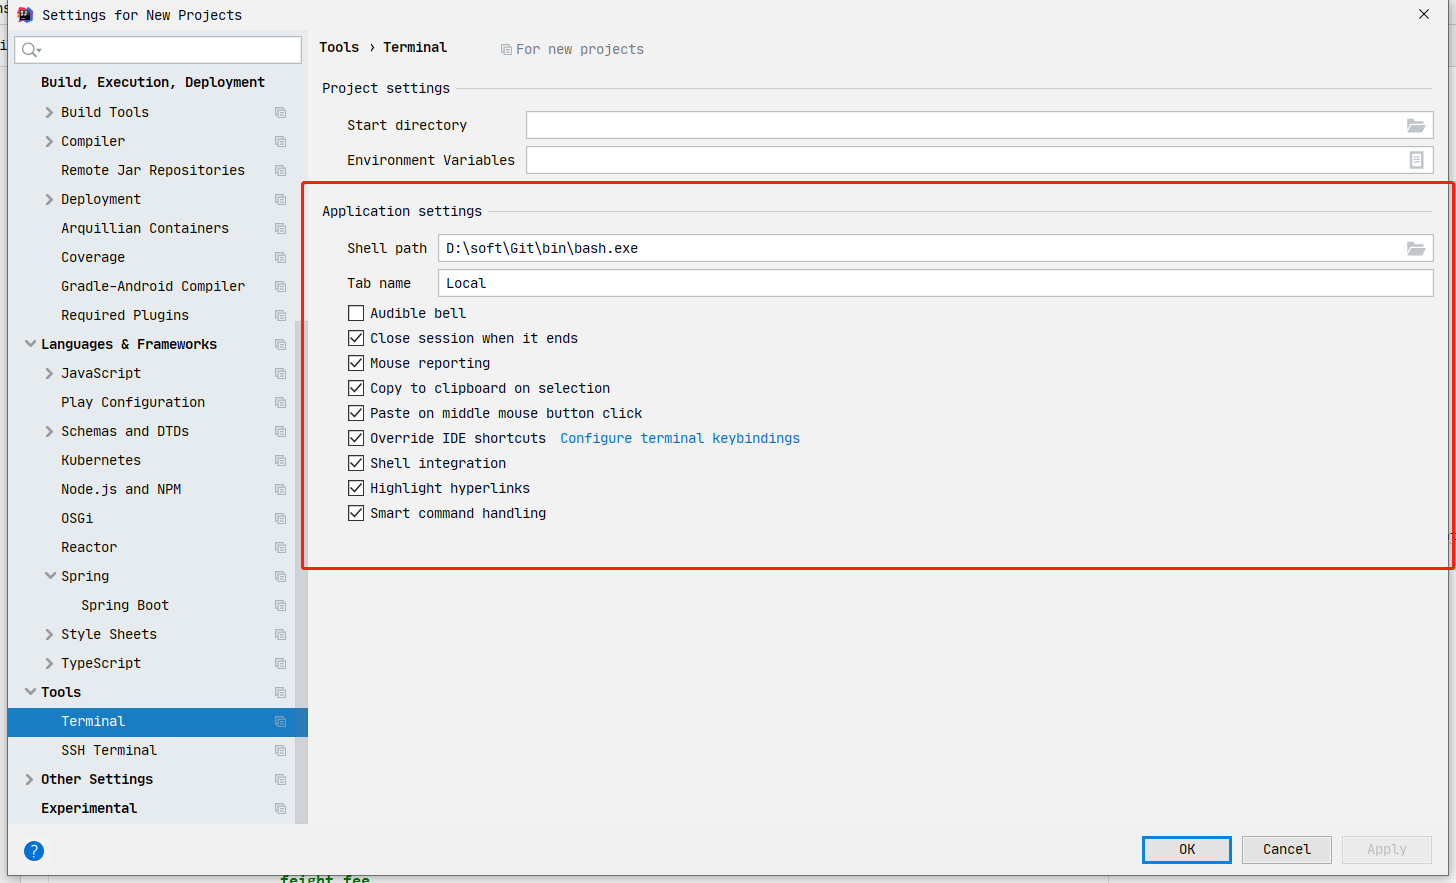 Settings for New Projects
Tools › Terminal
For new projects
Build, Execution, Deployment
Build Tools
Compiler
Remote Jar Repositories
Deployment
Arquillian Containers
Coverage
Gradle-Android Compiler
Required Plugins
Languages & Frameworks
JavaScript
Play Configuration
Schemas and DTDs
Kubernetes
Node.js and NPM
OSGi
Reactor
Spring
Spring Boot
Style Sheets
TypeScript
Tools
Terminal
SSH Terminal
Other Settings
Experimental
Project settings
Start directory
Environment Variables
Application settings
Shell path D:\soft\Git\bin\bash.exe
Tab name Local
Audible bell
Close session when it ends
Mouse reporting
Copy to clipboard on selection
Paste on middle mouse button click
Override IDE shortcuts Configure terminal keybindings
Shell integration
Highlight hyperlinks
Smart command handling
?
OK Cancel Apply
feight fee